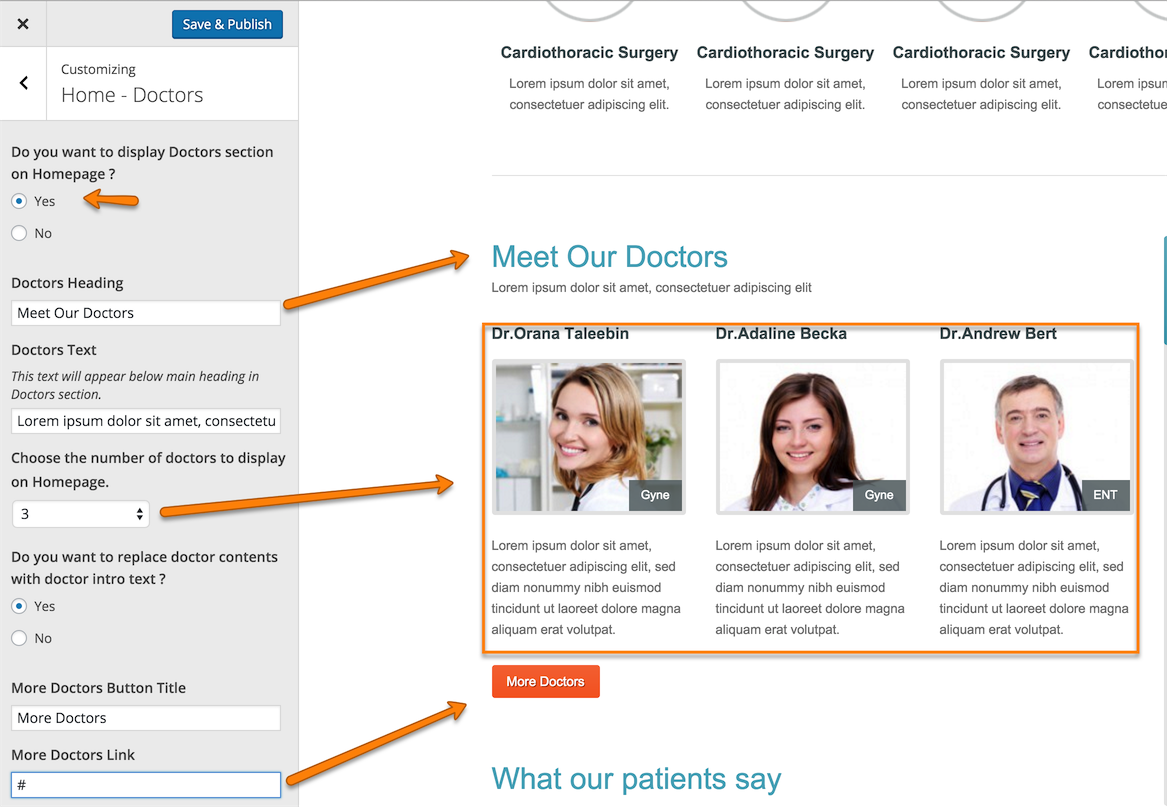 Save & Publish
Customizing
Home - Doctors
Do you want to display Doctors section
on Homepage ?
Yes
No
Doctors Heading
Meet Our Doctors
Doctors Text
This text will appear below main heading in
Doctors section.
Lorem ipsum dolor sit amet, consectetu
Choose the number of doctors to display
on Homepage.
3
Do you want to replace doctor contents
with doctor intro text ?
Yes
No
More Doctors Button Title
More Doctors
More Doctors Link
#
Cardiothoracic Surgery
Lorem ipsum dolor sit amet,
consectetuer adipiscing elit.
Cardiothoracic Surgery
Lorem ipsum dolor sit amet,
consectetuer adipiscing elit.
Cardiothoracic Surgery
Lorem ipsum dolor sit amet,
consectetuer adipiscing elit.
Cardiothor
Lorem ipsum
consectetuer
Meet Our Doctors
Lorem ipsum dolor sit amet, consectetuer adipiscing elit
Dr.Orana Taleebin
Gyne
Lorem ipsum dolor sit amet,
consectetuer adipiscing elit, sed
diam nonummy nibh euismod
tincidunt ut laoreet dolore magna
aliquam erat volutpat.
Dr.Adaline Becka
Gyne
Lorem ipsum dolor sit amet,
consectetuer adipiscing elit, sed
diam nonummy nibh euismod
tincidunt ut laoreet dolore magna
aliquam erat volutpat.
Dr.Andrew Bert
ENT
Lorem ipsum dolor sit amet,
consectetuer adipiscing elit, sed
diam nonummy nibh euismod
tincidunt ut laoreet dolore magna
aliquam erat volutpat.
More Doctors
What our patients say